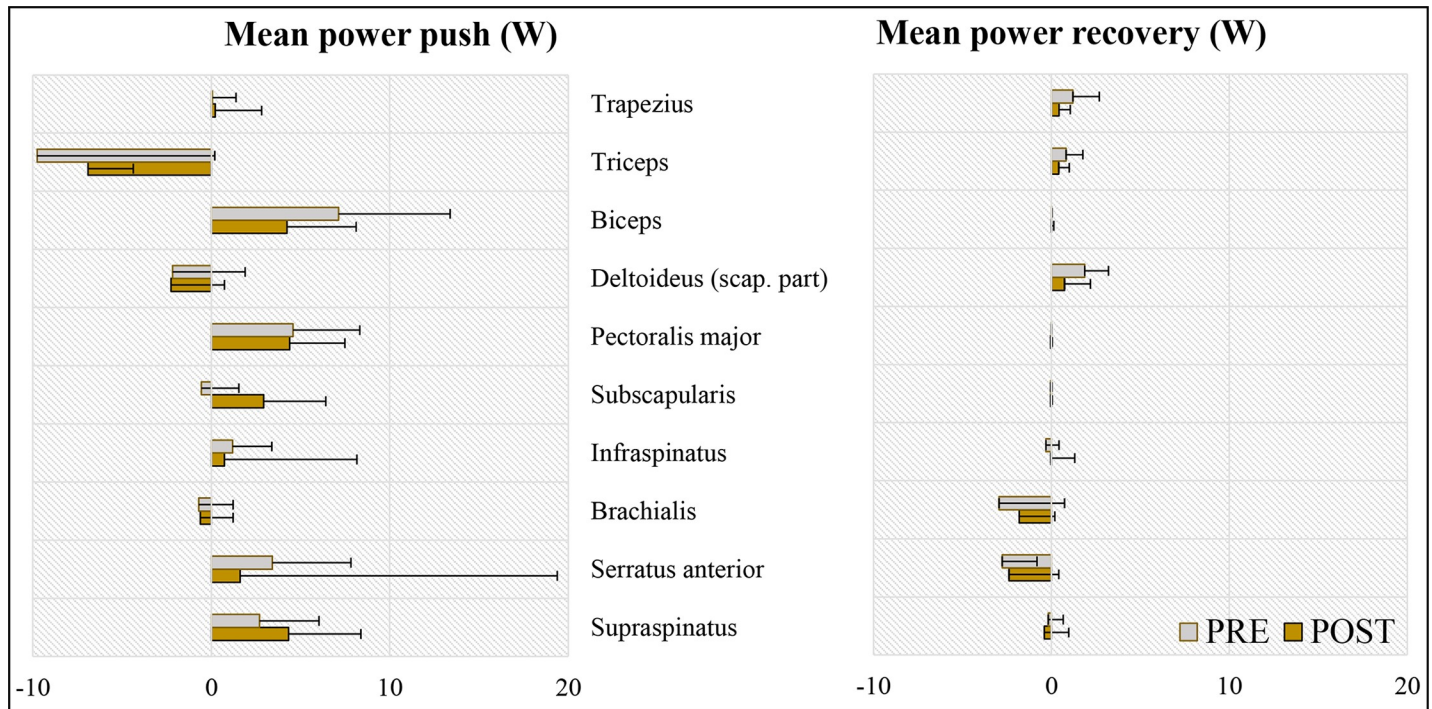 Mean power push (W)
Mean power recovery (W)
Trapezius
Triceps
Biceps
Deltoideus (scap. part)
Pectoralis major
Subscapularis
Infraspinatus
Brachialis
Serratus anterior
Supraspinatus
PRE POST
-10 0 10 20
-10 0 10 20